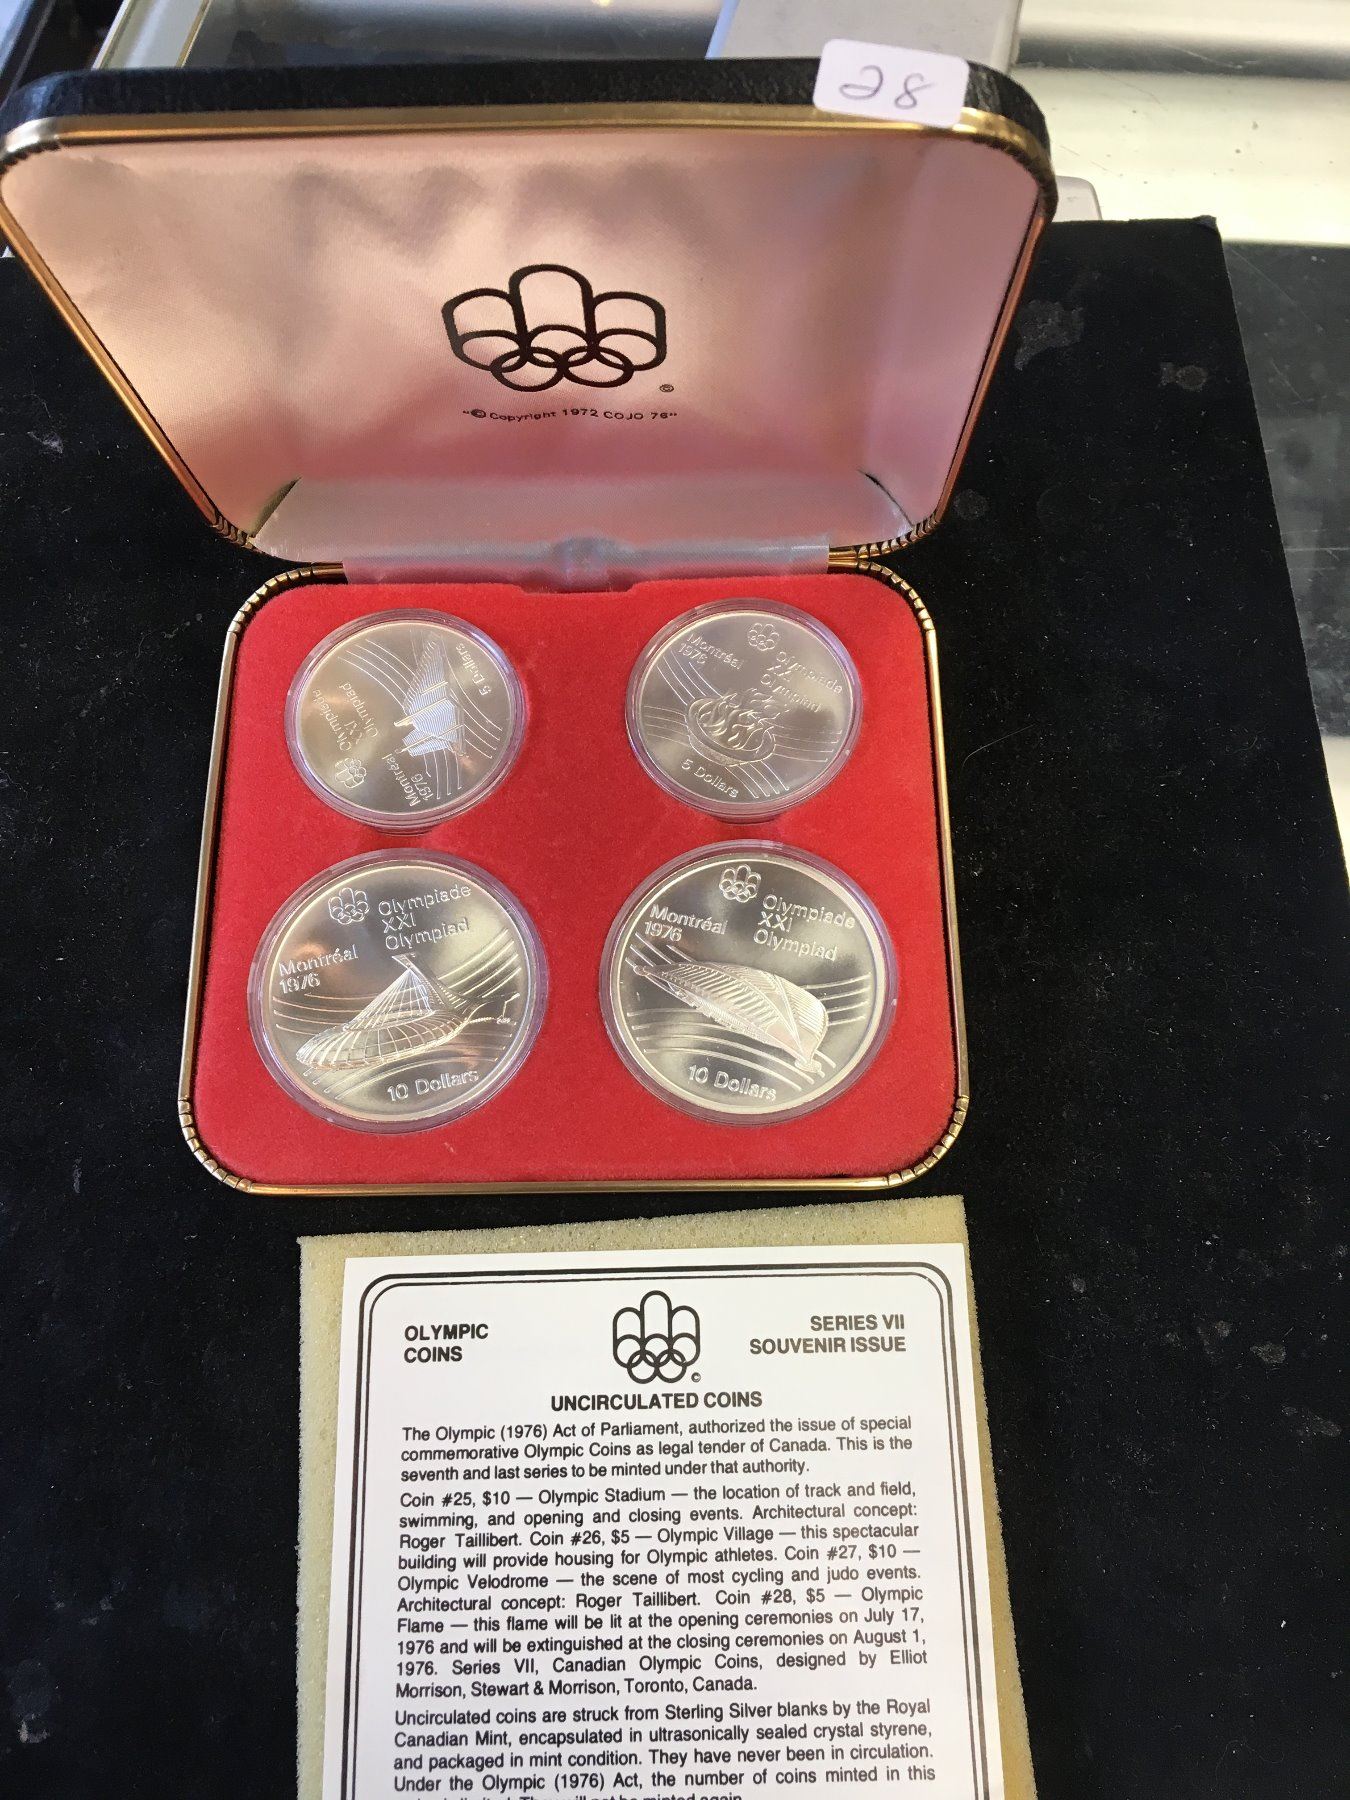 28
"© Copyright 1972 COJO 76"
5 Dollars
Olympiade
XXI
Olympiad
Montréal
1976
Montréal
1976
Olympiade
XXI
Olympiad
5 Dollars
Olympiade
XXI
Olympiad
Montréal
1976
10 Dollars
Olympiade
XXI
Olympiad
Montréal
1976
10 Dollars
OLYMPIC
COINS
©
SERIES VII
SOUVENIR ISSUE
UNCIRCULATED COINS
The Olympic (1976) Act of Parliament, authorized the issue of special
commemorative Olympic Coins as legal tender of Canada. This is the
seventh and last series to be minted under that authority.
Coin #25, $10 — Olympic Stadium — the location of track and field,
swimming, and opening and closing events. Architectural concept:
Roger Taillibert. Coin #26, $5 — Olympic Village — this spectacular
building will provide housing for Olympic athletes. Coin #27, $10 —
Olympic Velodrome — the scene of most cycling and judo events.
Architectural concept: Roger Taillibert. Coin #28, $5 — Olympic
Flame — this flame will be lit at the opening ceremonies on July 17,
1976 and will be extinguished at the closing ceremonies on August 1,
1976. Series VII, Canadian Olympic Coins, designed by Elliot
Morrison, Stewart & Morrison, Toronto, Canada.
Uncirculated coins are struck from Sterling Silver blanks by the Royal
Canadian Mint, encapsulated in ultrasonically sealed crystal styrene,
and packaged in mint condition. They have never been in circulation.
Under the Olympic (1976) Act, the number of coins minted in this